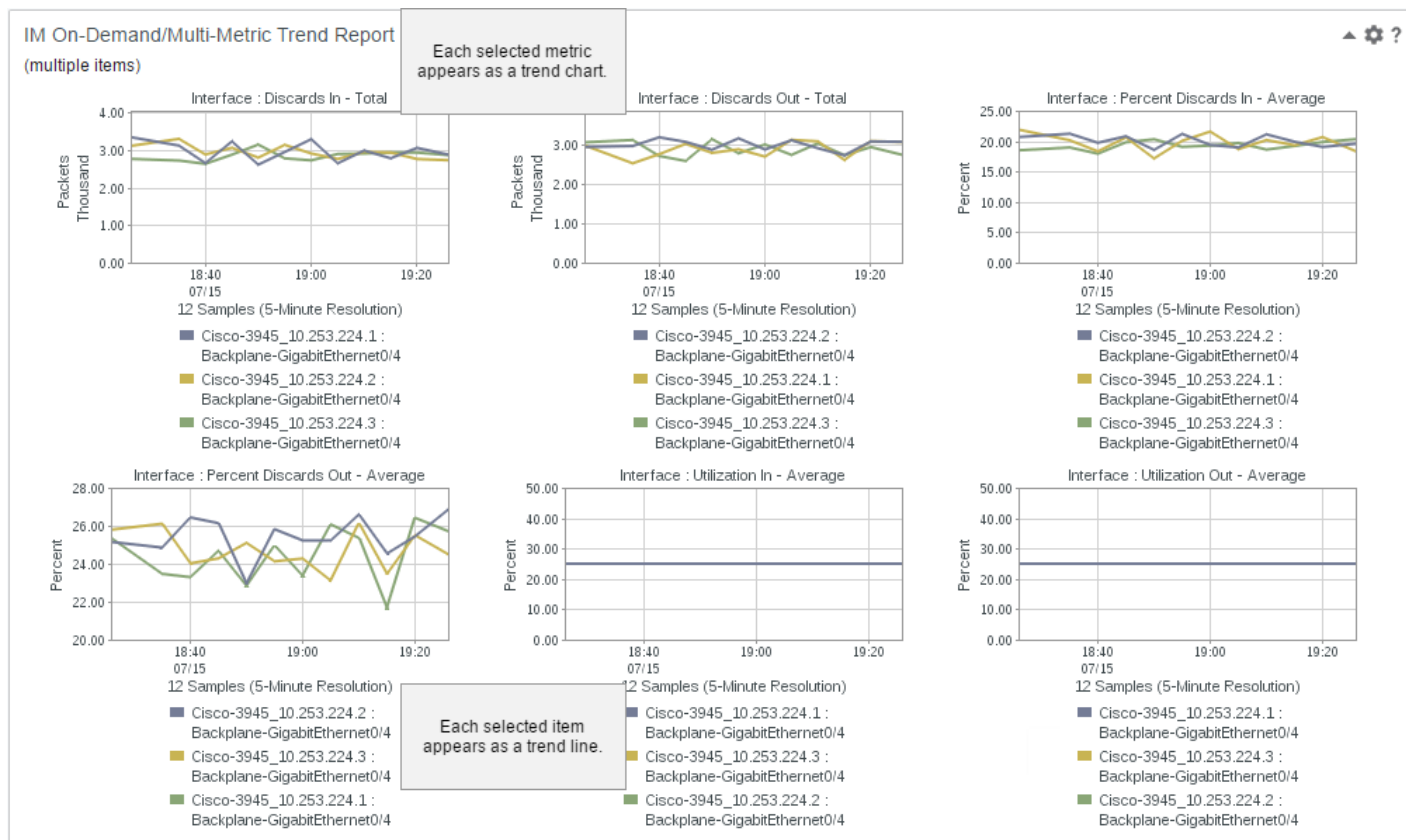 IM On-Demand/Multi-Metric Trend Report
(multiple items)
?
Each selected metric
appears as a trend chart.
Interface : Discards In - Total
4.00
3.00
2.00
1.00
0.00
Packets
Thousand
18:40
19:00
19:20
07/15
12 Samples (5-Minute Resolution)
Cisco-3945_10.253.224.1 :
Backplane-GigabitEthernet0/4
Cisco-3945_10.253.224.2 :
Backplane-GigabitEthernet0/4
Cisco-3945_10.253.224.3 :
Backplane-GigabitEthernet0/4
Interface : Discards Out - Total
3.00
2.00
1.00
0.00
Packets
Thousand
18:40
19:00
19:20
07/15
12 Samples (5-Minute Resolution)
Cisco-3945_10.253.224.2 :
Backplane-GigabitEthernet0/4
Cisco-3945_10.253.224.1 :
Backplane-GigabitEthernet0/4
Cisco-3945_10.253.224.3 :
Backplane-GigabitEthernet0/4
Interface : Percent Discards In - Average
25.00
20.00
15.00
10.00
5.00
0.00
Percent
18:40
19:00
19:20
07/15
12 Samples (5-Minute Resolution)
Cisco-3945_10.253.224.2 :
Backplane-GigabitEthernet0/4
Cisco-3945_10.253.224.1 :
Backplane-GigabitEthernet0/4
Cisco-3945_10.253.224.3 :
Backplane-GigabitEthernet0/4
Interface : Percent Discards Out - Average
28.00
26.00
24.00
22.00
20.00
Percent
18:40
19:00
19:20
07/15
12 Samples (5-Minute Resolution)
Cisco-3945_10.253.224.2 :
Backplane-GigabitEthernet0/4
Cisco-3945_10.253.224.3 :
Backplane-GigabitEthernet0/4
Cisco-3945_10.253.224.1 :
Backplane-GigabitEthernet0/4
Each selected item
appears as a trend line.
Interface : Utilization In - Average
50.00
40.00
30.00
20.00
10.00
0.00
Percent
18:40
19:00
19:20
07/15
12 Samples (5-Minute Resolution)
Cisco-3945_10.253.224.1 :
Backplane-GigabitEthernet0/4
Cisco-3945_10.253.224.3 :
Backplane-GigabitEthernet0/4
Cisco-3945_10.253.224.2 :
Backplane-GigabitEthernet0/4
Interface : Utilization Out - Average
50.00
40.00
30.00
20.00
10.00
0.00
Percent
18:40
19:00
19:20
07/15
12 Samples (5-Minute Resolution)
Cisco-3945_10.253.224.1 :
Backplane-GigabitEthernet0/4
Cisco-3945_10.253.224.3 :
Backplane-GigabitEthernet0/4
Cisco-3945_10.253.224.2 :
Backplane-GigabitEthernet0/4